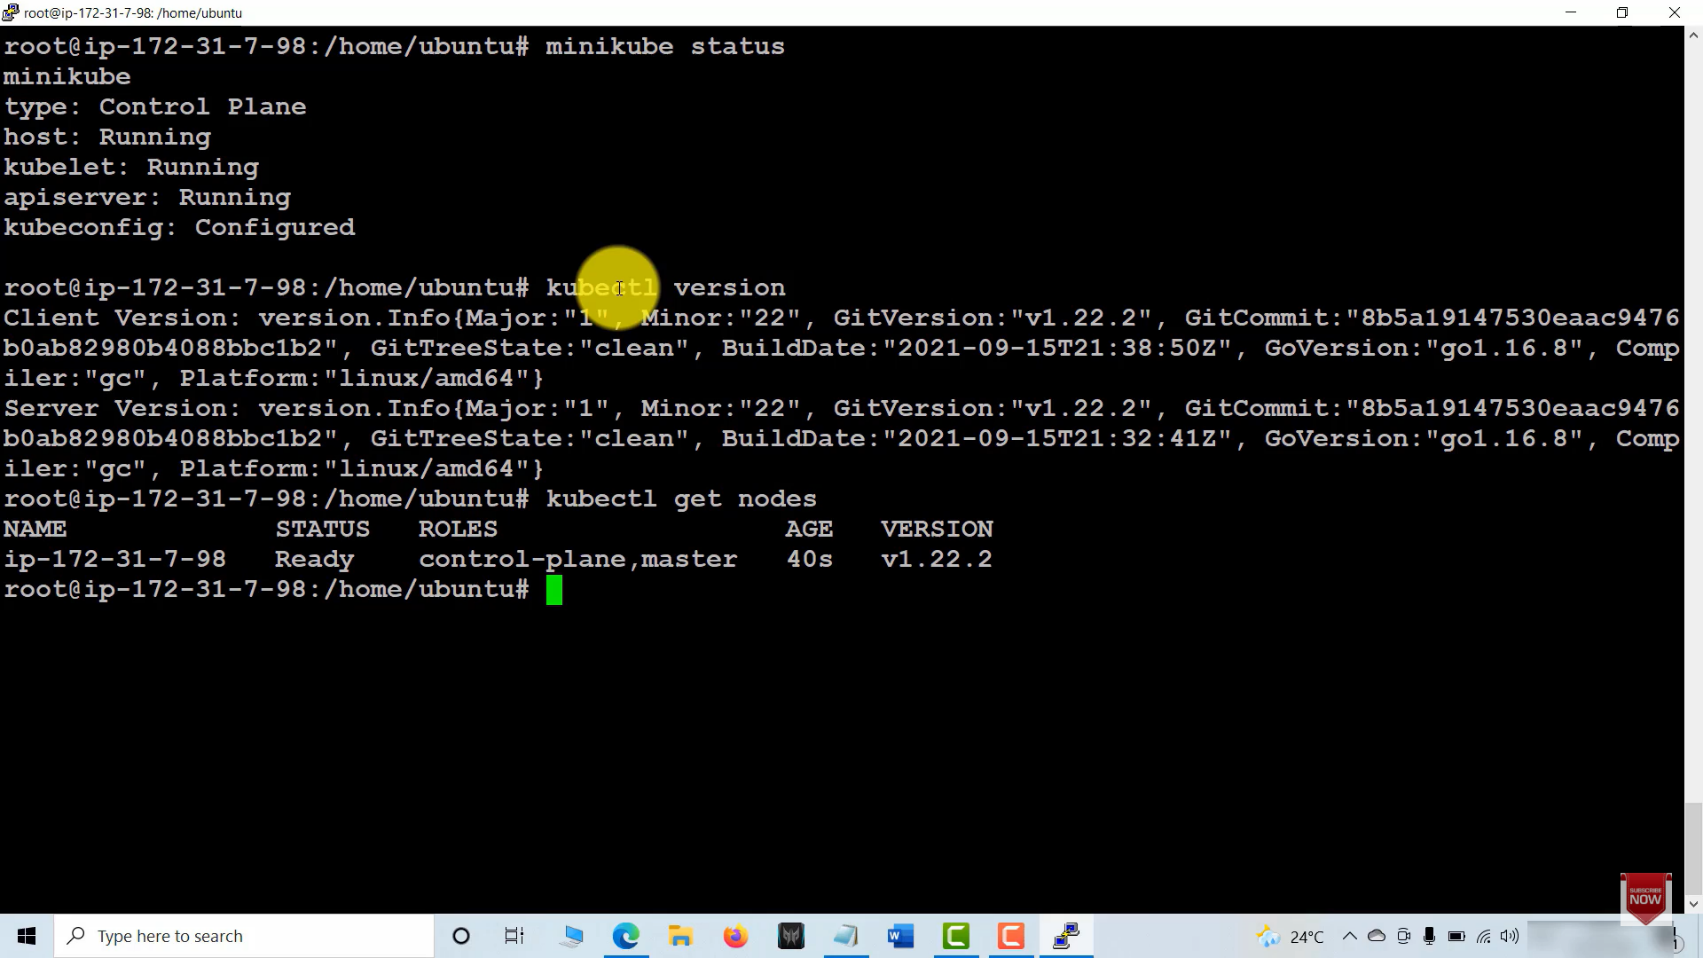 root@ip-172-31-7-98: /home/ubuntu
root@ip-172-31-7-98:/home/ubuntu# minikube status
minikube
type: Control Plane
host: Running
kubelet: Running
apiserver: Running
kubeconfig: Configured
root@ip-172-31-7-98:/home/ubuntu# kubectl version
Client Version: version.Info{Major:"1", Minor:"22", GitVersion:"v1.22.2", GitCommit:"8b5a19147530eaac9476
b0ab82980b4088bbc1b2", GitTreeState:"clean", BuildDate:"2021-09-15T21:38:50Z", GoVersion:"go1.16.8", Comp
iler:"gc", Platform:"linux/amd64"}
Server Version: version.Info{Major:"1", Minor:"22", GitVersion:"v1.22.2", GitCommit:"8b5a19147530eaac9476
b0ab82980b4088bbc1b2", GitTreeState:"clean", BuildDate:"2021-09-15T21:32:41Z", GoVersion:"go1.16.8", Comp
iler:"gc", Platform:"linux/amd64"}
root@ip-172-31-7-98:/home/ubuntu# kubectl get nodes
NAME STATUS ROLES AGE VERSION
ip-172-31-7-98 Ready control-plane,master 40s v1.22.2
root@ip-172-31-7-98:/home/ubuntu#
SUBSCRIBE
NOW
Type here to search
24°C